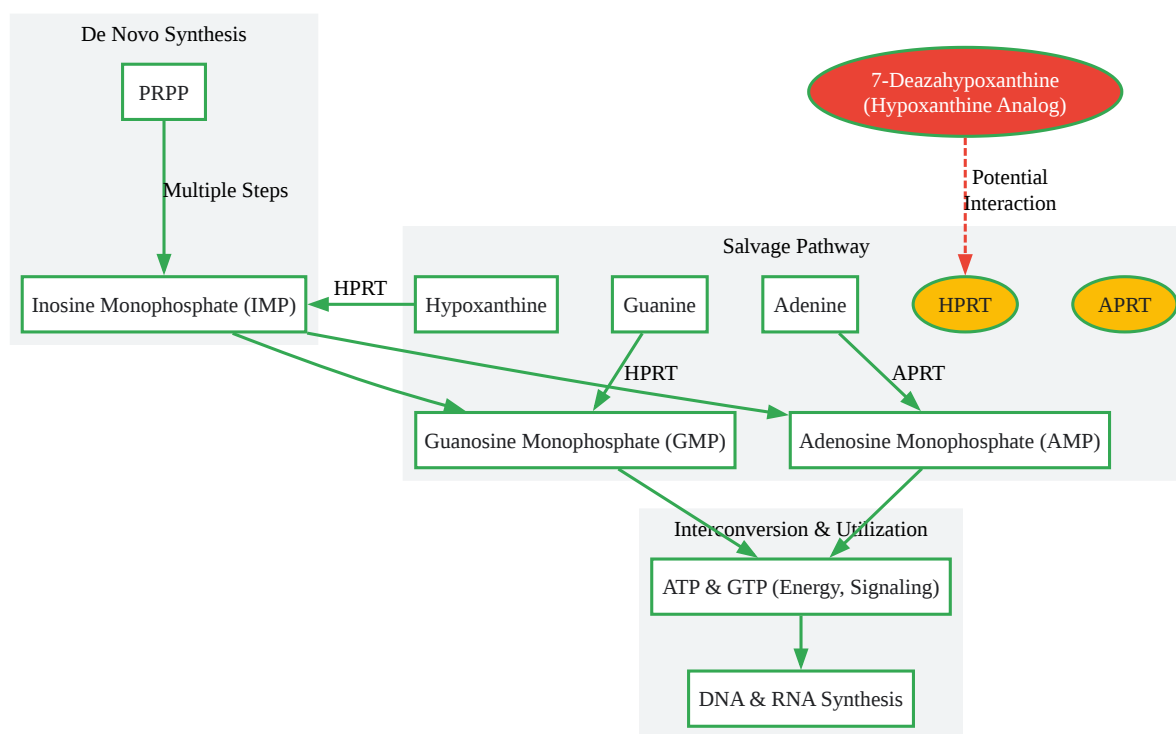 De Novo Synthesis
PRPP
7-Deazahypoxanthine
(Hypoxanthine Analog)
Multiple Steps
Potential
Interaction
Salvage Pathway
Inosine Monophosphate (IMP)
HPRT
Hypoxanthine
Guanine
Adenine
HPRT
APRT
HPRT
APRT
Guanosine Monophosphate (GMP)
Adenosine Monophosphate (AMP)
Interconversion & Utilization
ATP & GTP (Energy, Signaling)
DNA & RNA Synthesis